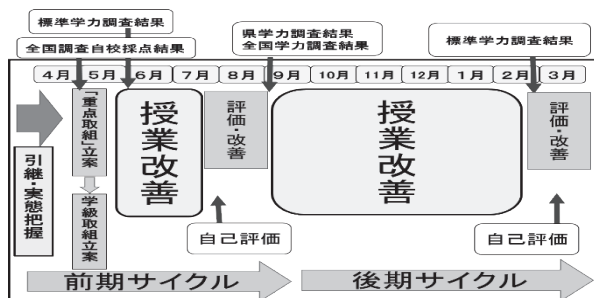 標準学力調査結果
全国調査自校採点結果
県学力調査結果
全国学力調査結果
標準学力調査結果
4月 5月 6月 7月 8月 9月 10月 11月 12月 1月 2月 3月
引継・実態把握
「重点取組」立案
学級取組立案
授業改善
評価・改善
自己評価
授業改善
評価・改善
自己評価
前期サイクル
後期サイクル